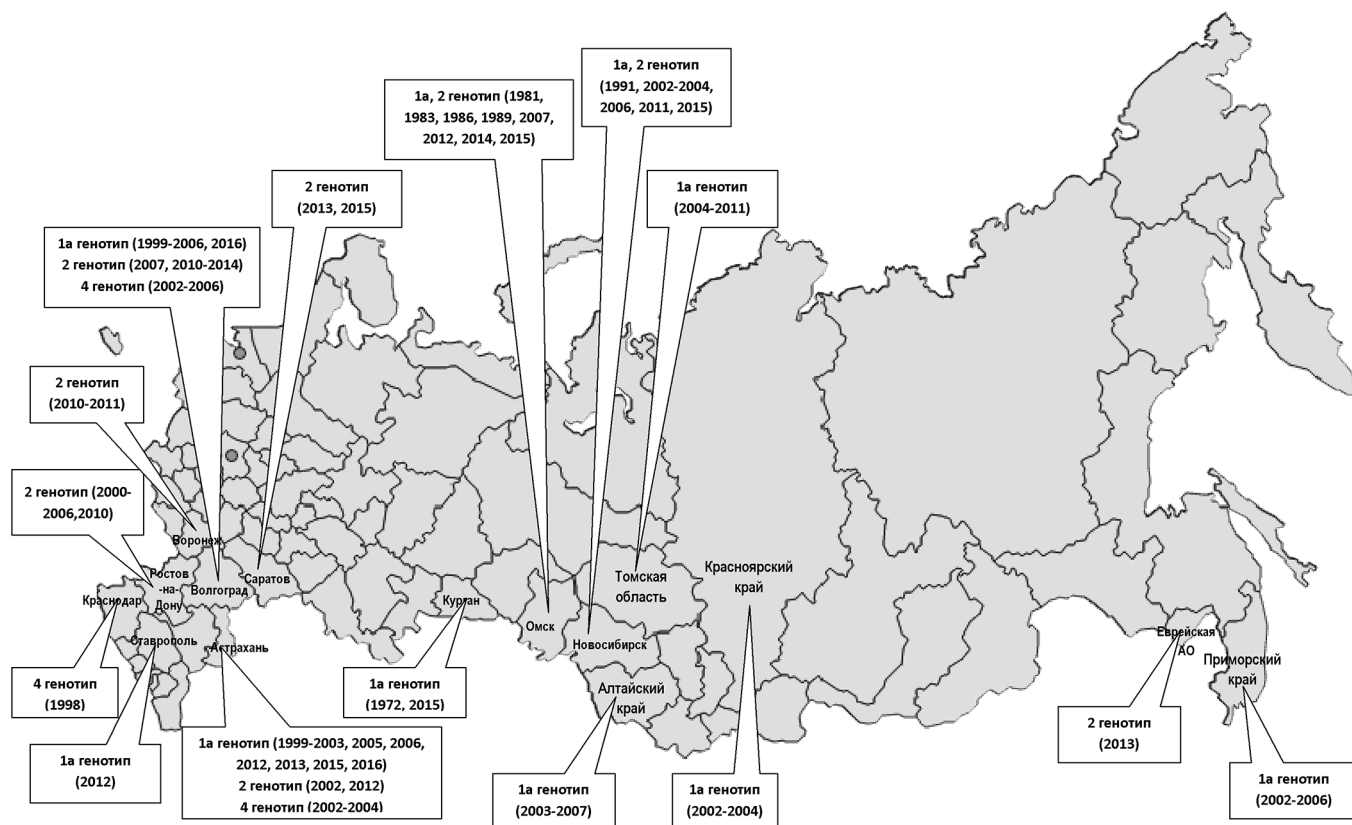 1а, 2 генотип
(1991, 2002-2004,
2006, 2011, 2015)
1а, 2 генотип (1981,
1983, 1986, 1989, 2007,
2012, 2014, 2015)
2 генотип
(2013, 2015)
1а генотип
(2004-2011)
1а генотип (1999-2006, 2016)
2 генотип (2007, 2010-2014)
4 генотип (2002-2006)
2 генотип
(2010-2011)
2 генотип (2000-
2006,2010)
Воронеж
Ростов
-на-
Дону
Волгоград
Саратов
Краснодар
Ставрополь
Астрахань
Курган
Омск
Новосибирск
Томская
область
Красноярский
край
Алтайский
край
Еврейская
АО
Приморский
край
4 генотип
(1998)
1а генотип
(2012)
1а генотип (1999-2003, 2005, 2006,
2012, 2013, 2015, 2016)
2 генотип (2002, 2012)
4 генотип (2002-2004)
1а генотип
(1972, 2015)
1а генотип
(2003-2007)
1а генотип
(2002-2004)
2 генотип
(2013)
1а генотип
(2002-2006)